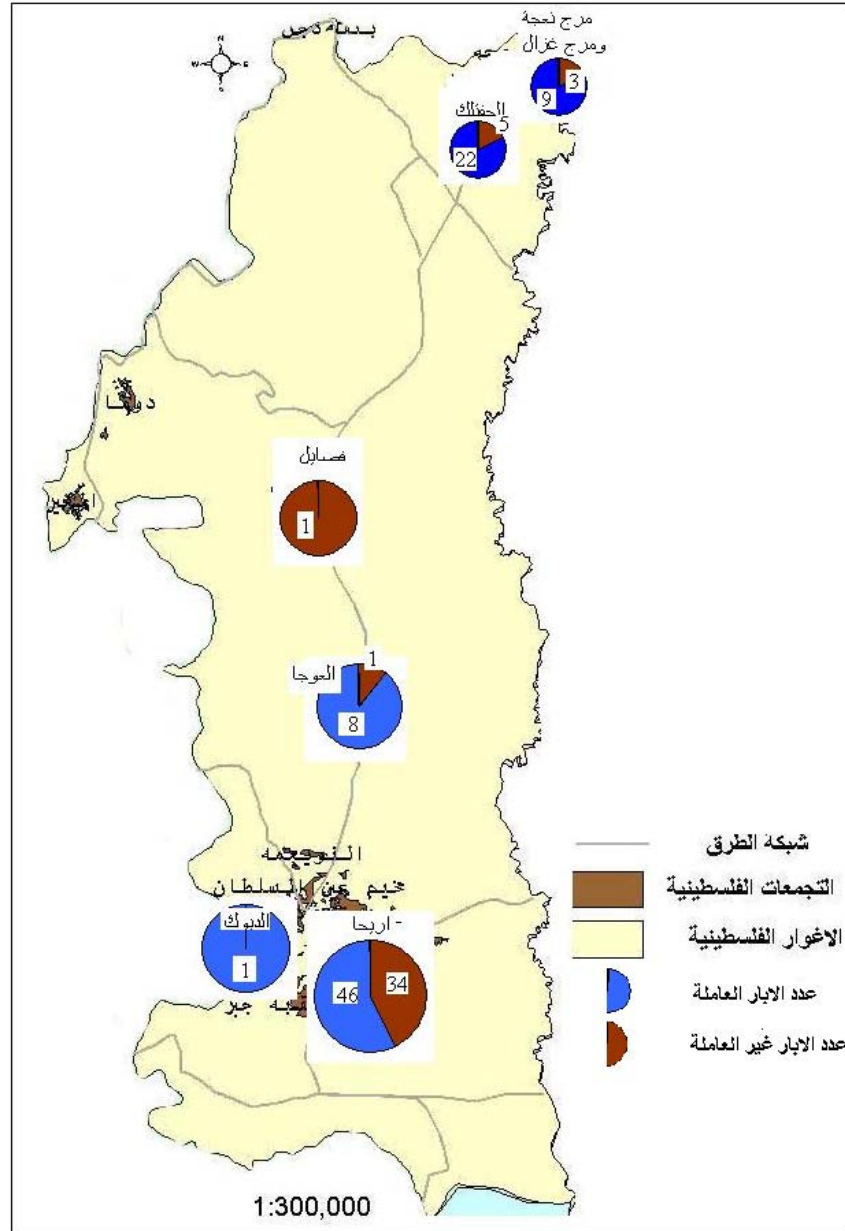 مرج نعجة
ومرج غزال
3
9
N
W E
S
الجفتلك
5
22
دوما
فصايل
1
1
العوجا
8
النويعمه
خيم عين السلطان
الديوك
1
- اريحا
46
34
شبكة الطرق
التجمعات الفلسطينية
الاغوار الفلسطينية
عدد الابار العاملة
عدد الابار غير العاملة
1:300,000